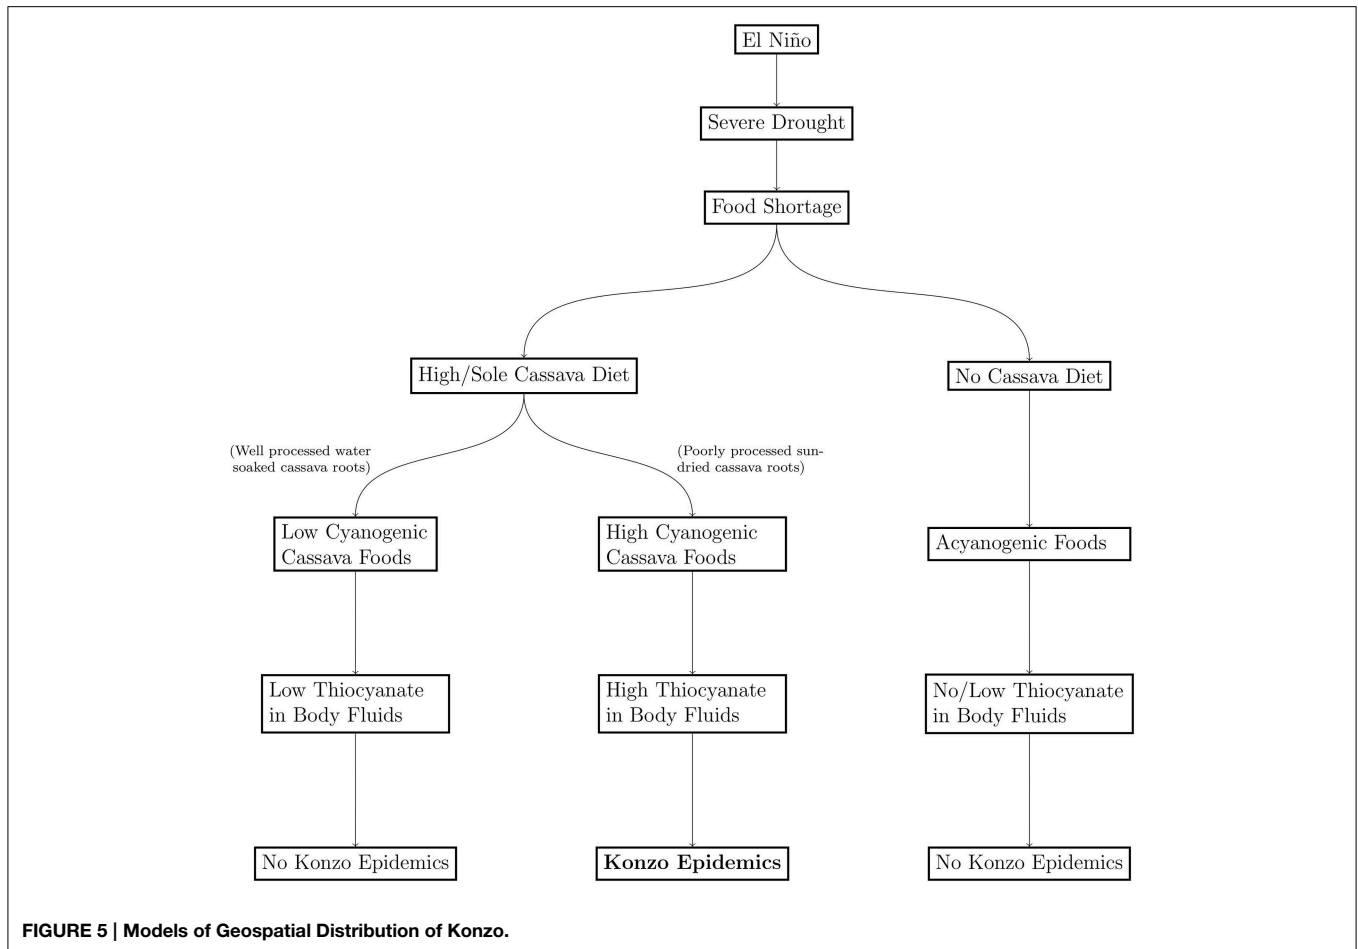 El Niño
Severe Drought
Food Shortage
High/Sole Cassava Diet
No Cassava Diet
(Well processed water
soaked cassava roots)
(Poorly processed sun-
dried cassava roots)
Low Cyanogenic
Cassava Foods
High Cyanogenic
Cassava Foods
Acyanogenic Foods
Low Thiocyanate
in Body Fluids
High Thiocyanate
in Body Fluids
No/Low Thiocyanate
in Body Fluids
No Konzo Epidemics
Konzo Epidemics
No Konzo Epidemics
FIGURE 5 | Models of Geospatial Distribution of Konzo.